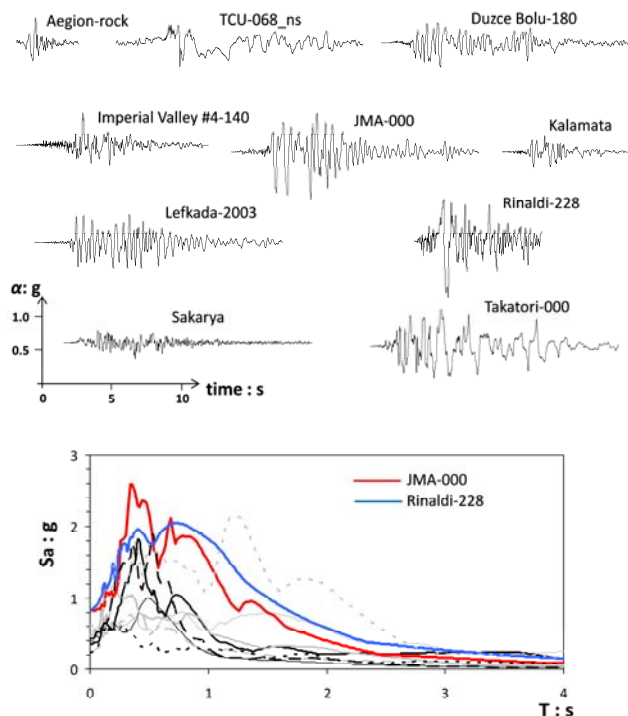 Aegion-rock
TCU-068_ns
Duzce Bolu-180
Imperial Valley #4-140
JMA-000
Kalamata
Lefkada-2003
Rinaldi-228
α: g
1.0
0.5
Sakarya
Takatori-000
0
5
10
time : s
3
2
1
0
Sa : g
JMA-000
Rinaldi-228
0
1
2
3
4
T : s